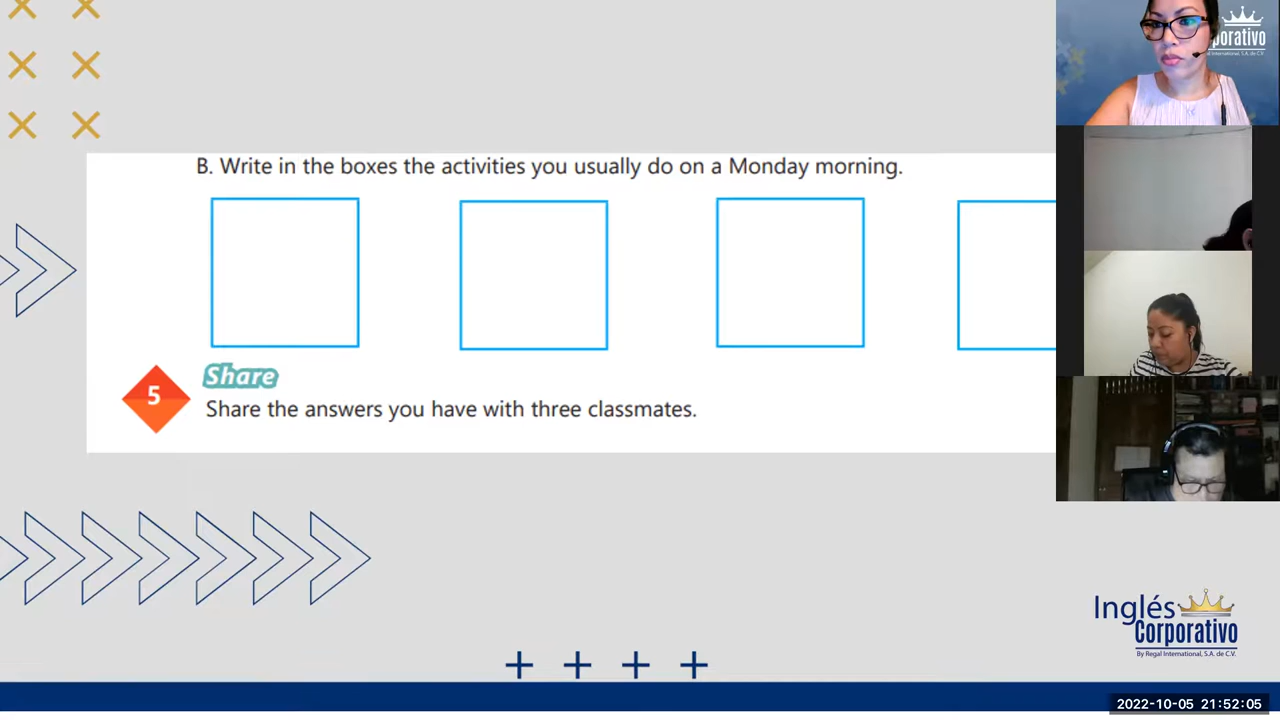 B. Write in the boxes the activities you usually do on a Monday morning.
Share
5
Share the answers you have with three classmates.
porativo
Inglés
Corporativo
By Regal International, S.A. de C.V.
2022-10-05 21:52:05